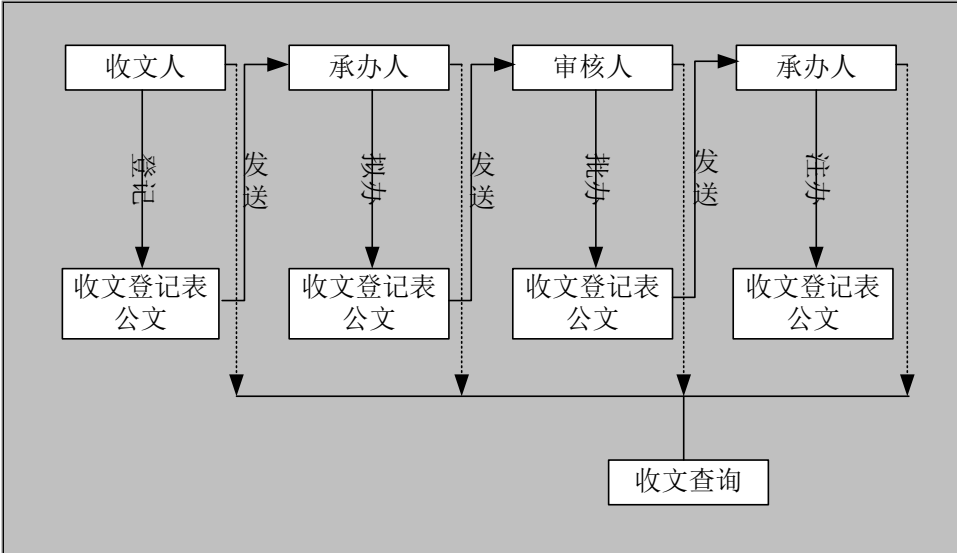 收文人
承办人
审核人
承办人
登记
发送
拟办
发送
批办
发送
注办
收文登记表
公文
收文登记表
公文
收文登记表
公文
收文登记表
公文
收文查询